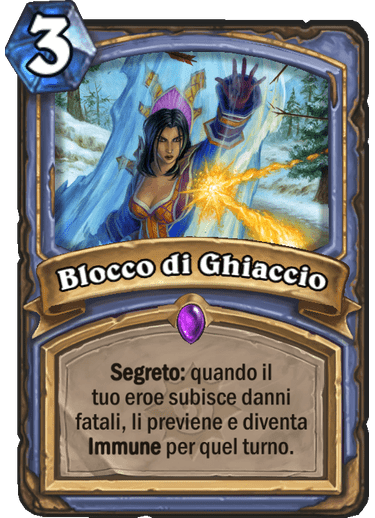 3
Blocco di Ghiaccio
Segreto: quando il
tuo eroe subisce danni
fatali, li previene e diventa
Immune per quel turno.